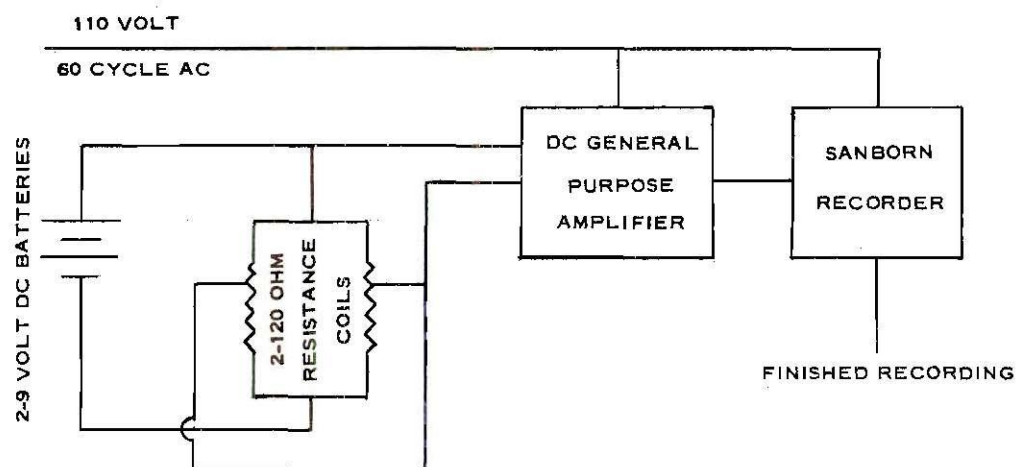 110 VOLT
60 CYCLE AC
2-9 VOLT DC BATTERIES
2-120 OHM
RESISTANCE
COILS
DC GENERAL
PURPOSE
AMPLIFIER
SANBORN
RECORDER
FINISHED RECORDING